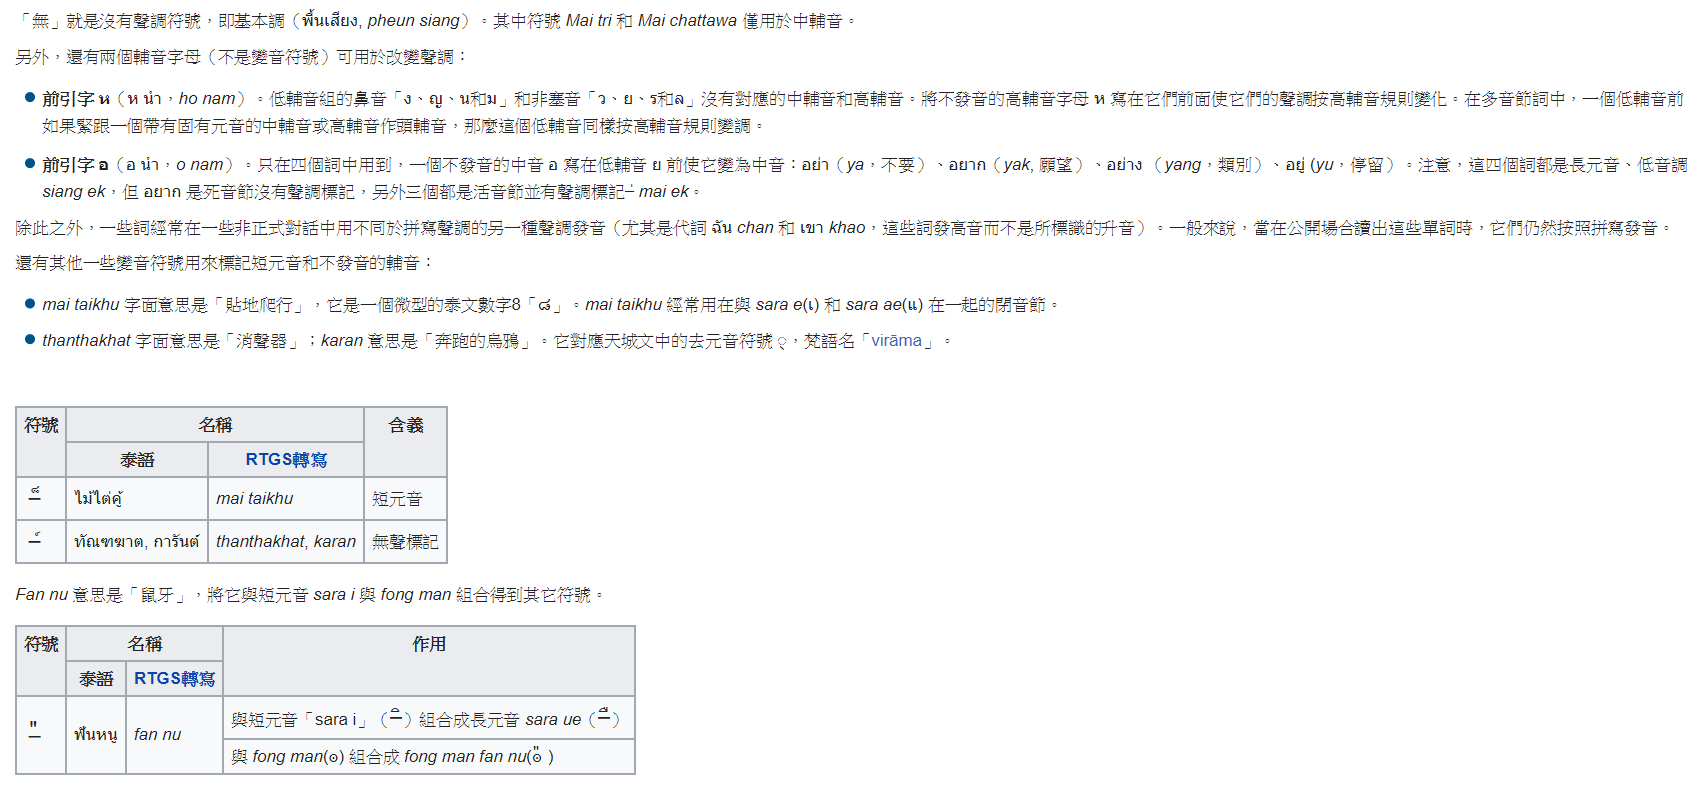 「無」就是沒有聲調符號，即基本調（พื้นเสียง, pheun siang）。其中符號 Mai tri 和 Mai chattawa 僅用於中輔音。
另外，還有兩個輔音字母（不是變音符號）可用於改變聲調：
前引字 ห（ห นำ，ho nam）。低輔音組的鼻音「ง、ญ、น和ม」和非塞音「ว、ย、ร和ล」沒有對應的中輔音和高輔音。將不發音的高輔音字母 ห 寫在它們前面使它們的聲調按高輔音規則變化。在多音節詞中，一個低輔音前
如果緊跟一個帶有固有元音的中輔音或高輔音作頭輔音，那麼這個低輔音同樣按高輔音規則變調。
前引字 อ（อ นำ，o nam）。只在四個詞中用到，一個不發音的中音 อ 寫在低輔音 ย 前使它變為中音：อย่า（ya，不要）、อยาก（yak, 願望）、อย่าง （yang，類別）、อยู่ (yu，停留）。注意，這四個詞都是長元音、低音調
siang ek，但 อยาก 是死音節沒有聲調標記，另外三個都是活音節並有聲調標記–่ mai ek。
除此之外，一些詞經常在一些非正式對話中用不同於拼寫聲調的另一種聲調發音（尤其是代詞 ฉัน chan 和 เขา khao，這些詞發高音而不是所標識的升音）。一般來說，當在公開場合讀出這些單詞時，它們仍然按照拼寫發音。
還有其他一些變音符號用來標記短元音和不發音的輔音：
mai taikhu 字面意思是「貼地爬行」，它是一個微型的泰文數字8「๘」。mai taikhu 經常用在與 sara e(เ) 和 sara ae(แ) 在一起的閉音節。
thanthakhat 字面意思是「消聲器」；karan 意思是「奔跑的烏鴉」。它對應天城文中的去元音符號 ्，梵語名「virāma」。
符號 名稱 含義
泰語 RTGS轉寫
–็ ไม้ไต่คู้ mai taikhu 短元音
–์ ทัณฑฆาต, การันต์ thanthakhat, karan 無聲標記
Fan nu 意思是「鼠牙」，將它與短元音 sara i 與 fong man 組合得到其它符號。
符號 名稱 作用
泰語 RTGS轉寫
" ฟันหนู fan nu 與短元音「sara i」（–ิ）組合成長元音 sara ue（–ื）
與 fong man(๏) 組合成 fong man fan nu(๏" )